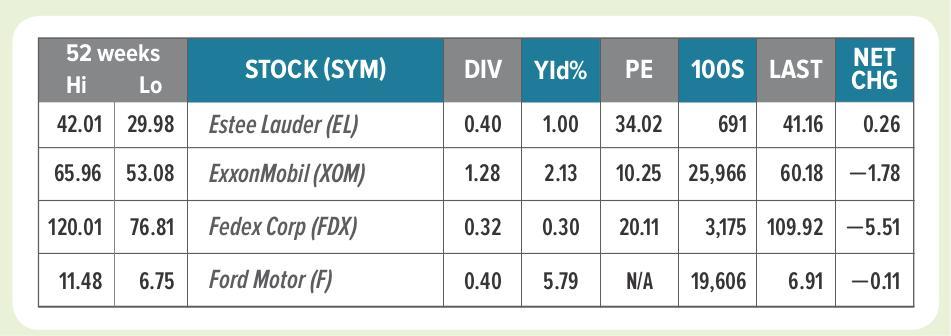 52 weeks
Hi Lo STOCK (SYM) DIV Yld% PE 100S LAST NET CHG
42.01 29.98 Estee Lauder (EL) 0.40 1.00 34.02 691 41.16 0.26
65.96 53.08 ExxonMobil (XOM) 1.28 2.13 10.25 25,966 60.18 —1.78
120.01 76.81 Fedex Corp (FDX) 0.32 0.30 20.11 3,175 109.92 —5.51
11.48 6.75 Ford Motor (F) 0.40 5.79 N/A 19,606 6.91 —0.11